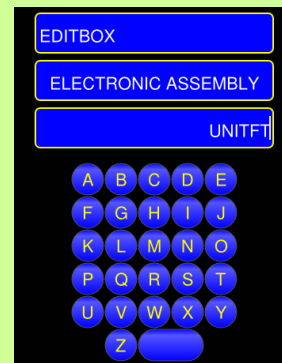 EDITBOX
ELECTRONIC ASSEMBLY
UNITFT
A B C D E
F G H I J
K L M N O
P Q R S T
U V W X Y
Z